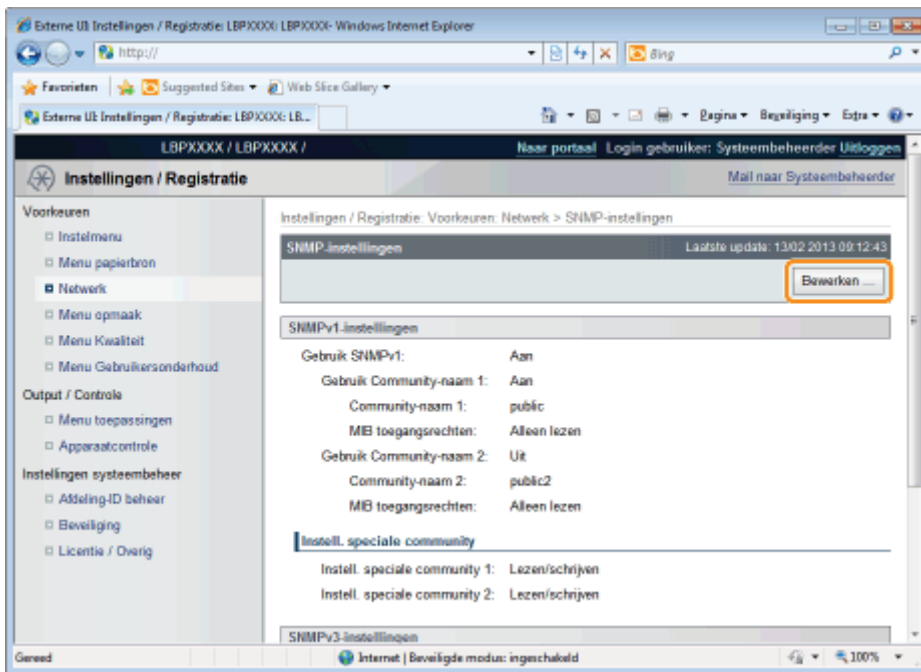 Externe UI: Instellingen / Registratie: LBPXXXX: LBPXXXX- Windows Internet Explorer
http://
Bing
Favorieten Suggested Sites Web Slice Gallery
Externe UI: Instellingen / Registratie: LBPXXXX: LB...
Pagina Beveiliging Extra
LBPXXXX / LBPXXXX /
Naar portaal Login gebruiker: Systeembeheerder Uitloggen
Instellingen / Registratie
Mail naar Systeembeheerder
Voorkeuren
Instelmenu
Menu papierbron
Netwerk
Menu opmaak
Menu Kwaliteit
Menu Gebruikersonderhoud
Output / Controle
Menu toepassingen
Apparaatcontrole
Instellingen systeembeheer
Afdeling-ID beheer
Beveiliging
Licentie / Overig
Instellingen / Registratie: Voorkeuren: Netwerk > SNMP-instellingen
SNMP-instellingen
Laatste update: 13/02 2013 09:12:43
Bewerken ...
SNMPv1-instellingen
Gebruik SNMPv1: Aan
Gebruik Community-naam 1: Aan
Community-naam 1: public
MIB toegangsrechten: Alleen lezen
Gebruik Community-naam 2: Uit
Community-naam 2: public2
MIB toegangsrechten: Alleen lezen
Instell. speciale community
Instell. speciale community 1: Lezen/schrijven
Instell. speciale community 2: Lezen/schrijven
SNMPv3-instellingen
Gereed
Internet | Beveiligde modus: ingeschakeld
100%